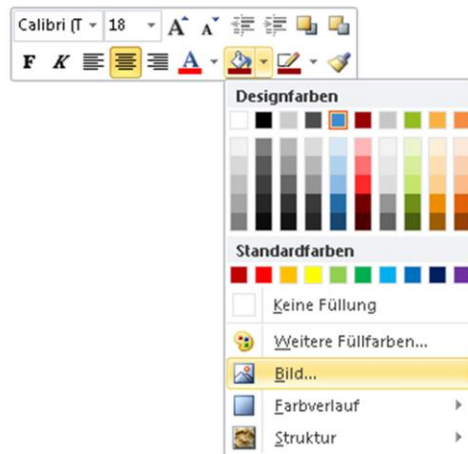 Calibri (T 18 A A
F K A
Designfarben
Standardfarben
Keine Füllung
Weitere Füllfarben...
Bild...
Farbverlauf
Struktur